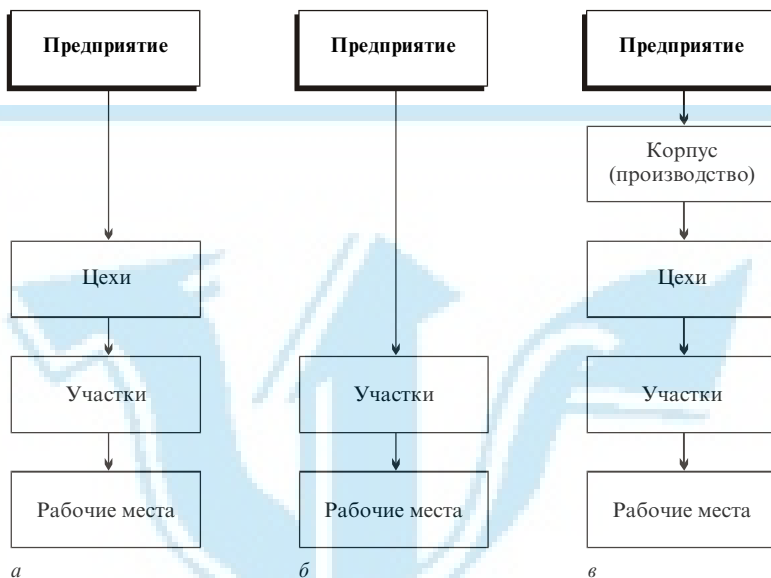 Предприятие
Цехи
Участки
Рабочие места
а
Предприятие
Участки
Рабочие места
б
Предприятие
Корпус
(производство)
Цехи
Участки
Рабочие места
в